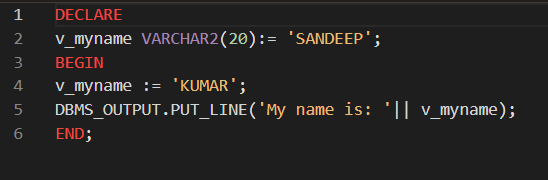 1 DECLARE
2 v_myname VARCHAR2(20):= 'SANDEEP';
3 BEGIN
4 v_myname := 'KUMAR';
5 DBMS_OUTPUT.PUT_LINE('My name is: '|| v_myname);
6 END;